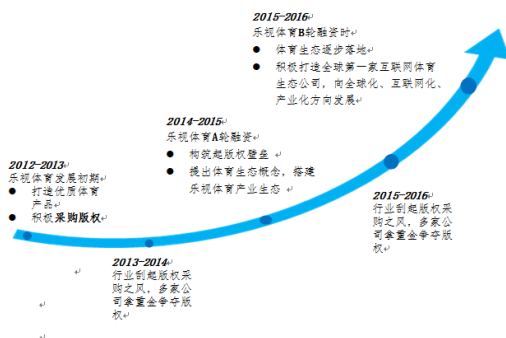 2015-2016
乐视体育B轮融资时
● 体育生态逐步落地
● 积极打造全球第一家互联网体育
生态公司，向全球化、互联网化、
产业化方向发展
2014-2015
乐视体育A轮融资
● 构筑起版权壁垒
● 提出体育生态概念，搭建
乐视体育产业生态
2012-2013
乐视体育发展初期
● 打造优质体育
产品
● 积极采购版权
2015-2016
行业刮起版权采
购之风，多家公
司拿重金争夺版
权
2013-2014
行业刮起版权采
购之风，多家公
司拿重金争夺版
权